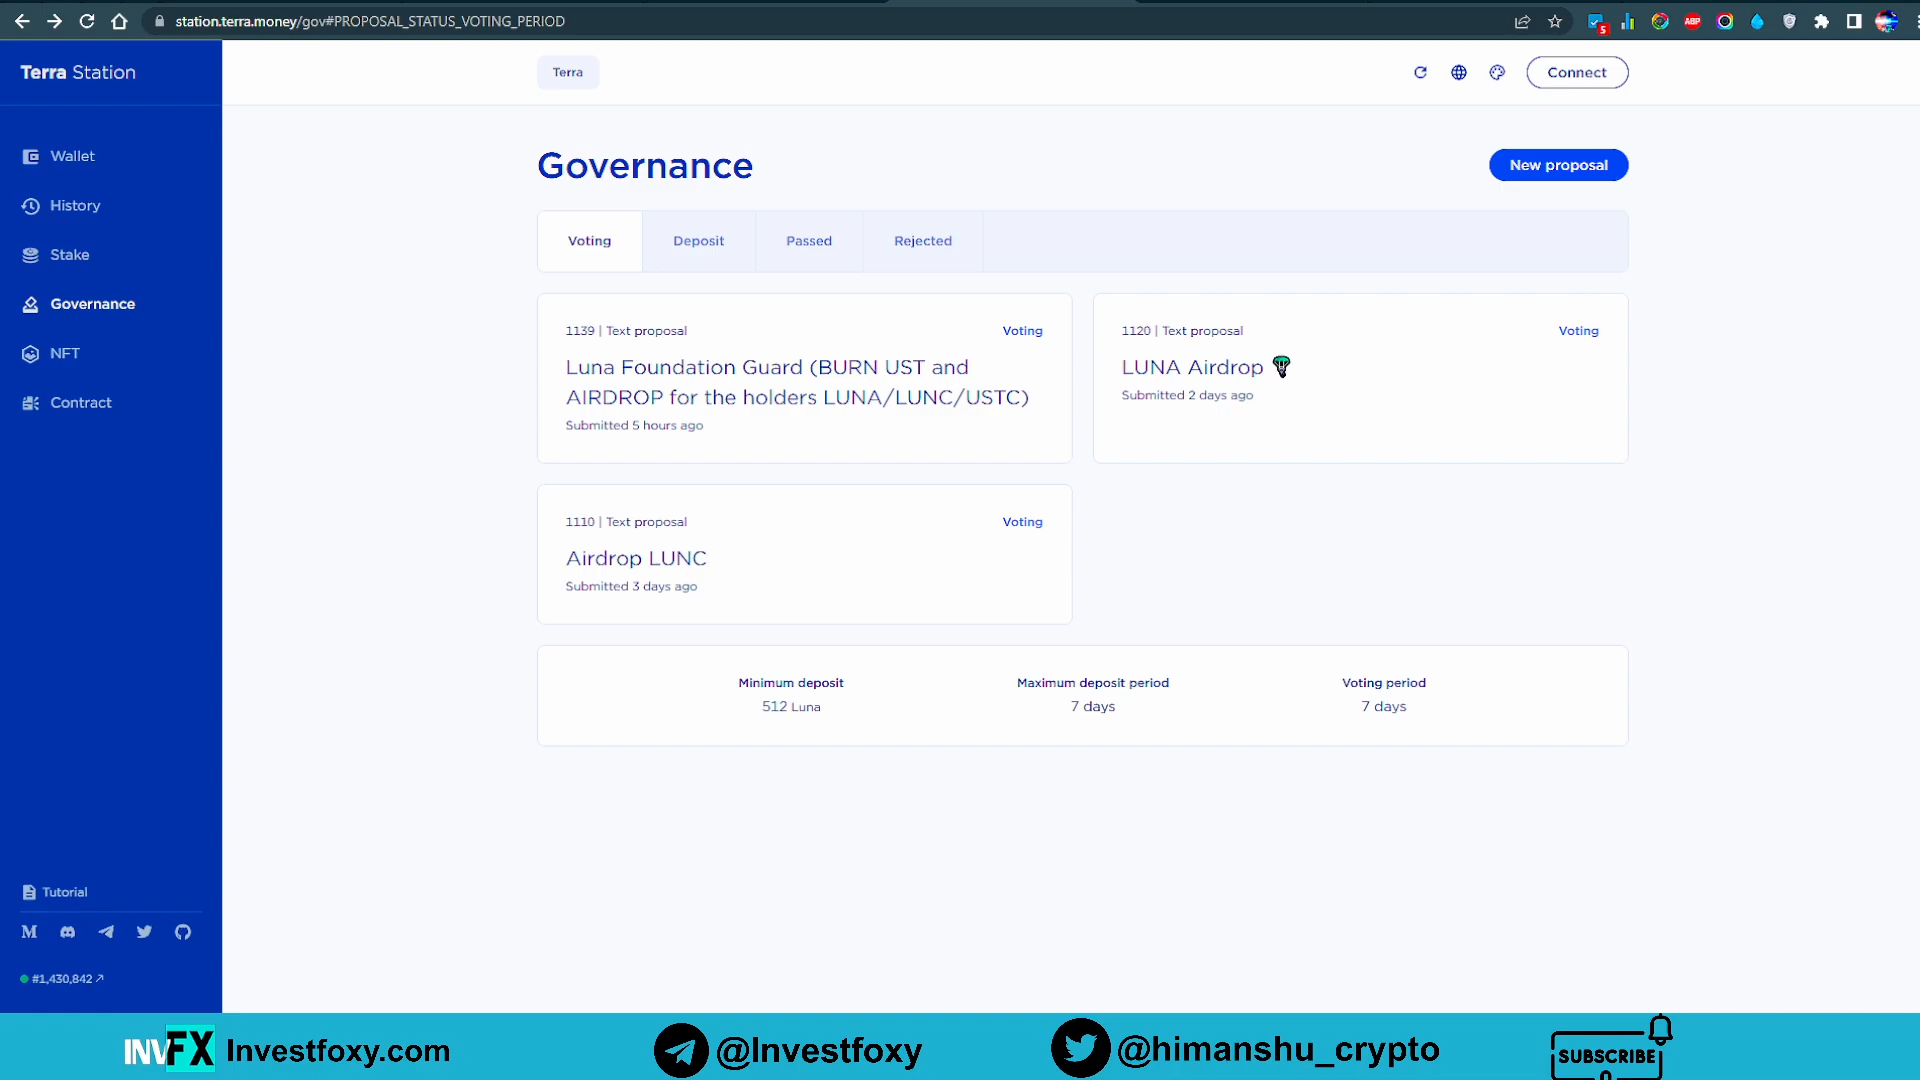 station.terra.money/gov#PROPOSAL_STATUS_VOTING_PERIOD
5
ABP
Terra Station
Terra
Connect
Wallet
History
Stake
Governance
NFT
Contract
Governance
New proposal
Voting
Deposit
Passed
Rejected
1139 | Text proposal
Voting
Luna Foundation Guard (BURN UST and
AIRDROP for the holders LUNA/LUNC/USTC)
Submitted 5 hours ago
1120 | Text proposal
Voting
LUNA Airdrop
Submitted 2 days ago
1110 | Text proposal
Voting
Airdrop LUNC
Submitted 3 days ago
Minimum deposit
512 Luna
Maximum deposit period
7 days
Voting period
7 days
Tutorial
M
#1,430,842
INVFX Investfoxy.com
@Investfoxy
@himanshu_crypto
SUBSCRIBE